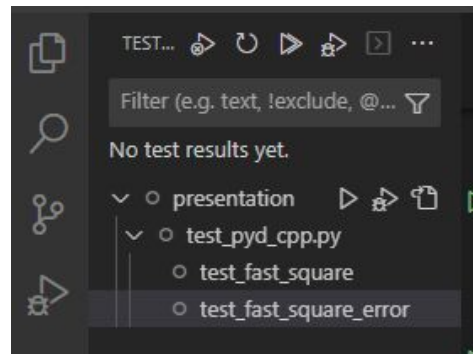 TEST...
Filter (e.g. text, !exclude, @...
No test results yet.
presentation
test_pyd_cpp.py
test_fast_square
test_fast_square_error